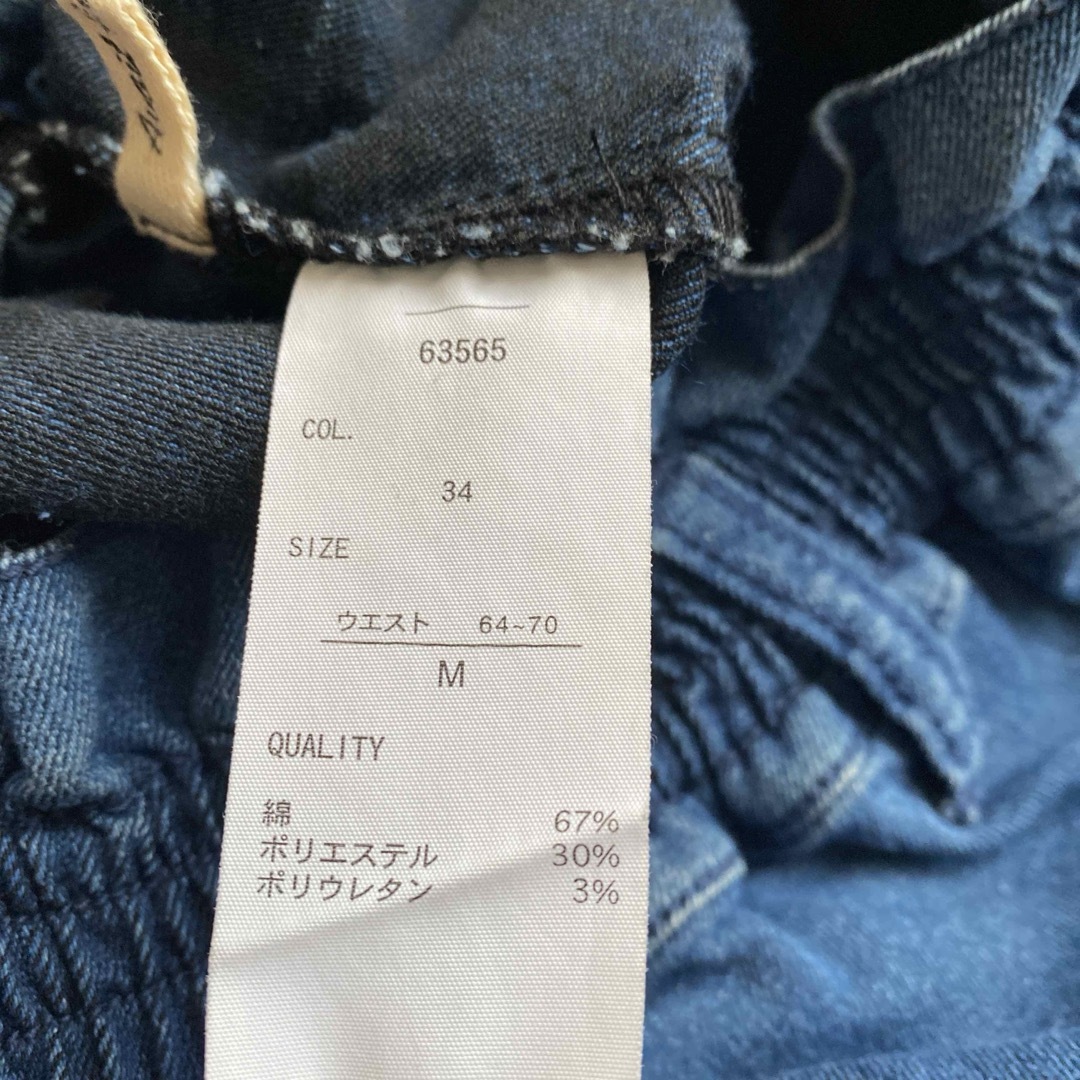 63565
COL.
34
SIZE
ウエスト 64~70
M
QUALITY
綿 67%
ポリエステル 30%
ポリウレタン 3%